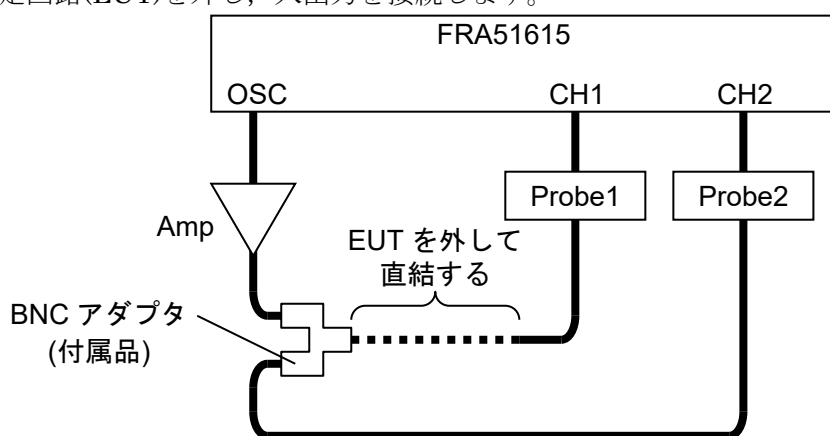 定回路(EUT)を外し，入出力を接続します。
FRA51615
OSC
CH1
CH2
Probe1
Probe2
Amp
EUT を外して
直結する
BNC アダプタ
(付属品)